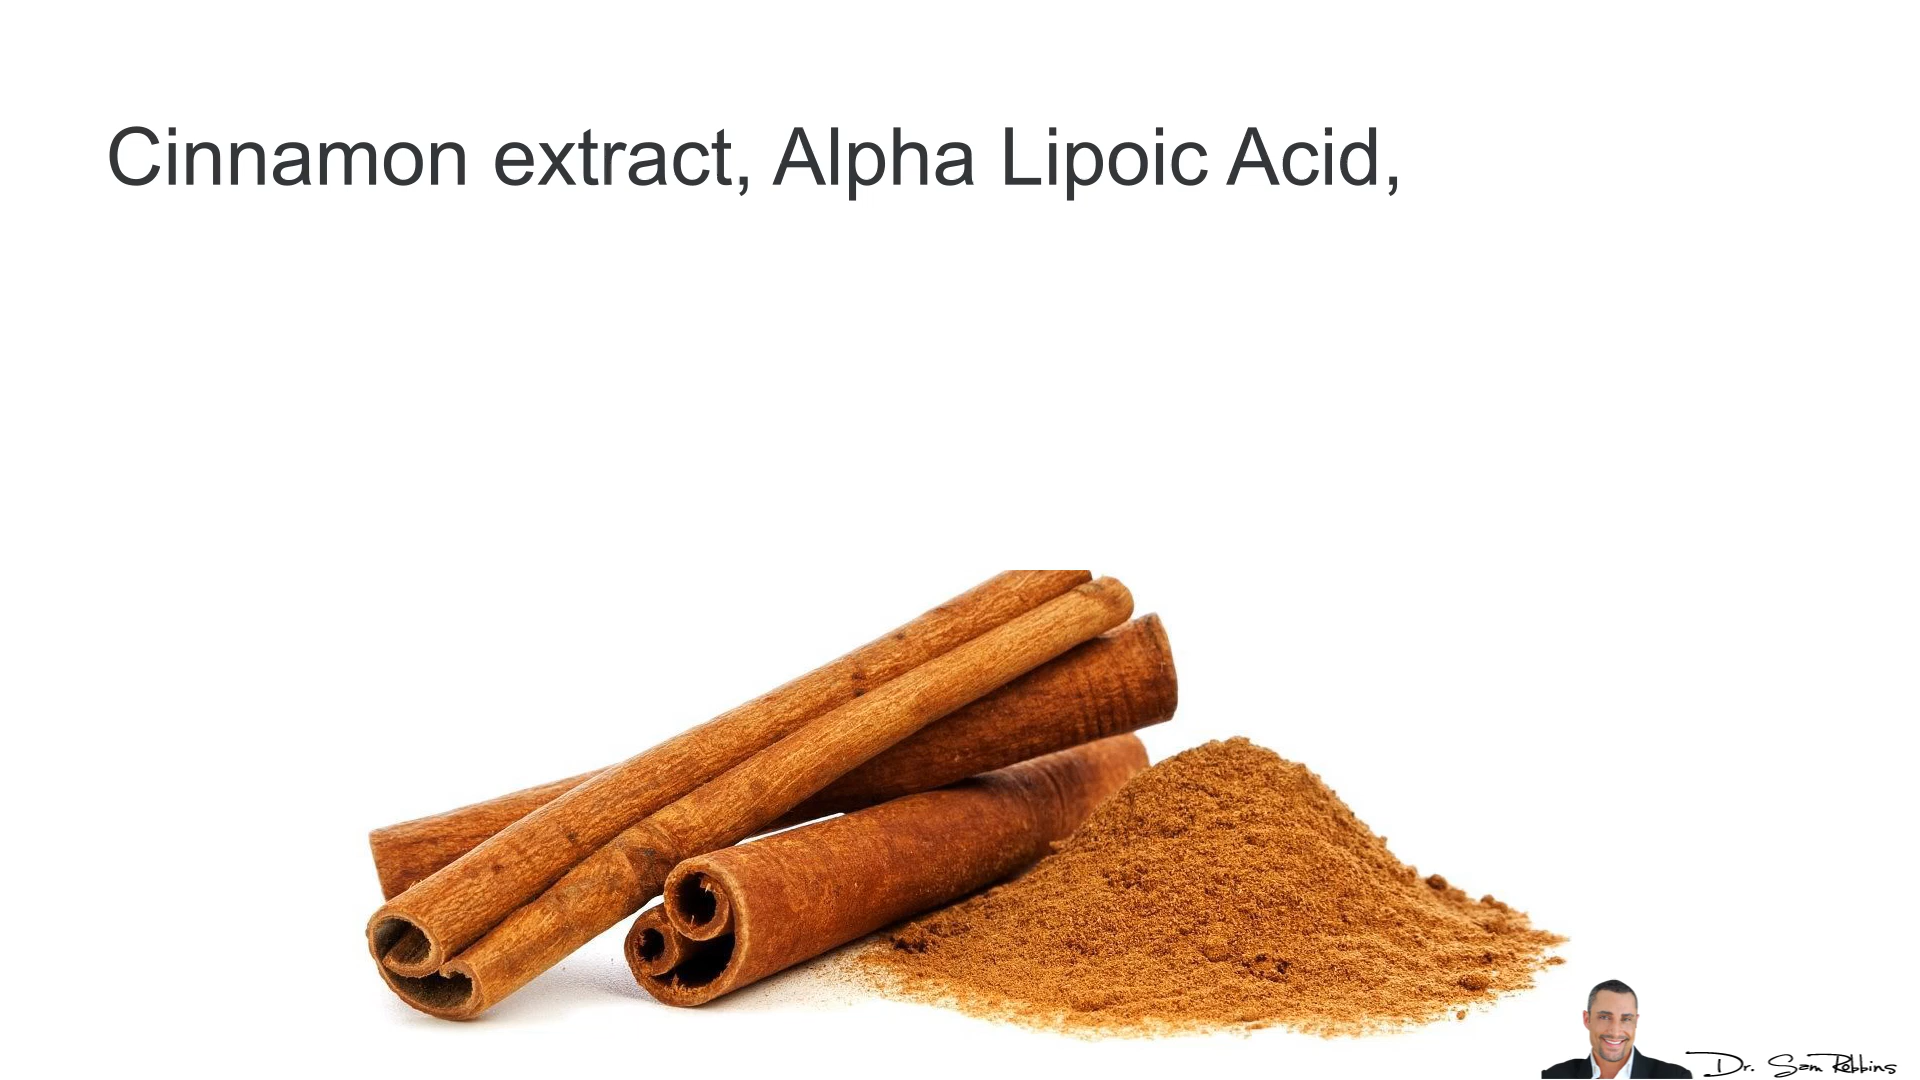 Cinnamon extract, Alpha Lipoic Acid,
Dr. Sam Robbins